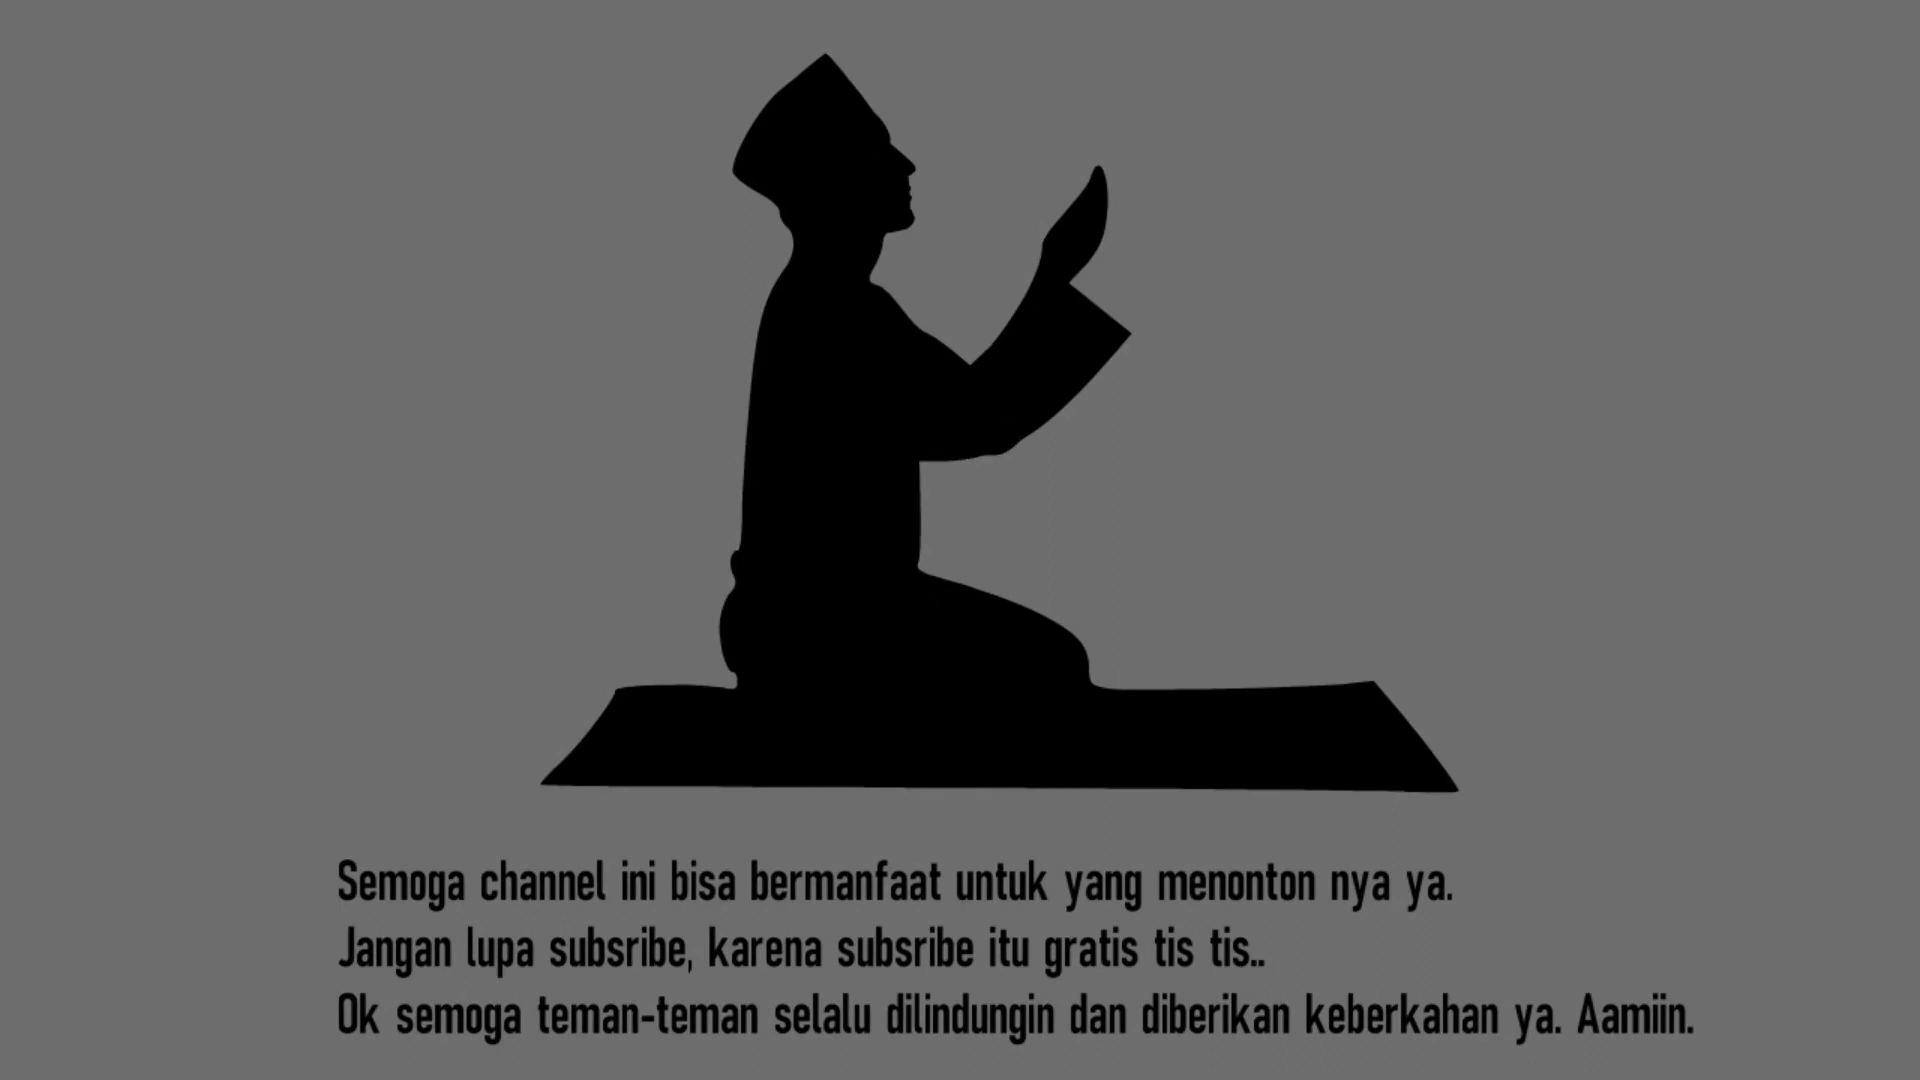 Semoga channel ini bisa bermanfaat untuk yang menonton nya ya.
Jangan lupa subsribe, karena subsribe itu gratis tis tis..
Ok semoga teman-teman selalu dilindungin dan diberikan keberkahan ya. Aamiin.